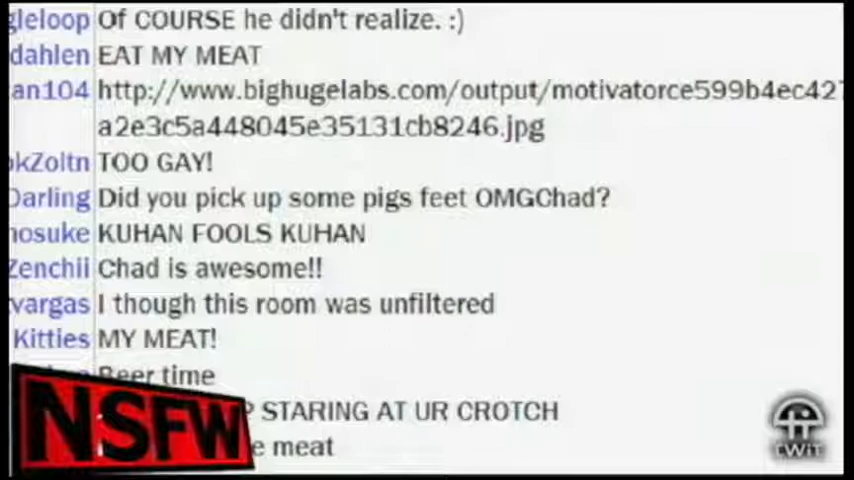 gleloop Of COURSE he didn't realize. :)
dahlen EAT MY MEAT
an104 http://www.bighugelabs.com/output/motivatorce599b4ec427
a2e3c5a448045e35131cb8246.jpg
okZoltn TOO GAY!
Darling Did you pick up some pigs feet OMGChad?
nosuke KUHAN FOOLS KUHAN
Zenchii Chad is awesome!!
vargas I though this room was unfiltered
Kitties MY MEAT!
Beer time
STARING AT UR CROTCH
meat
NSFW
TWiT